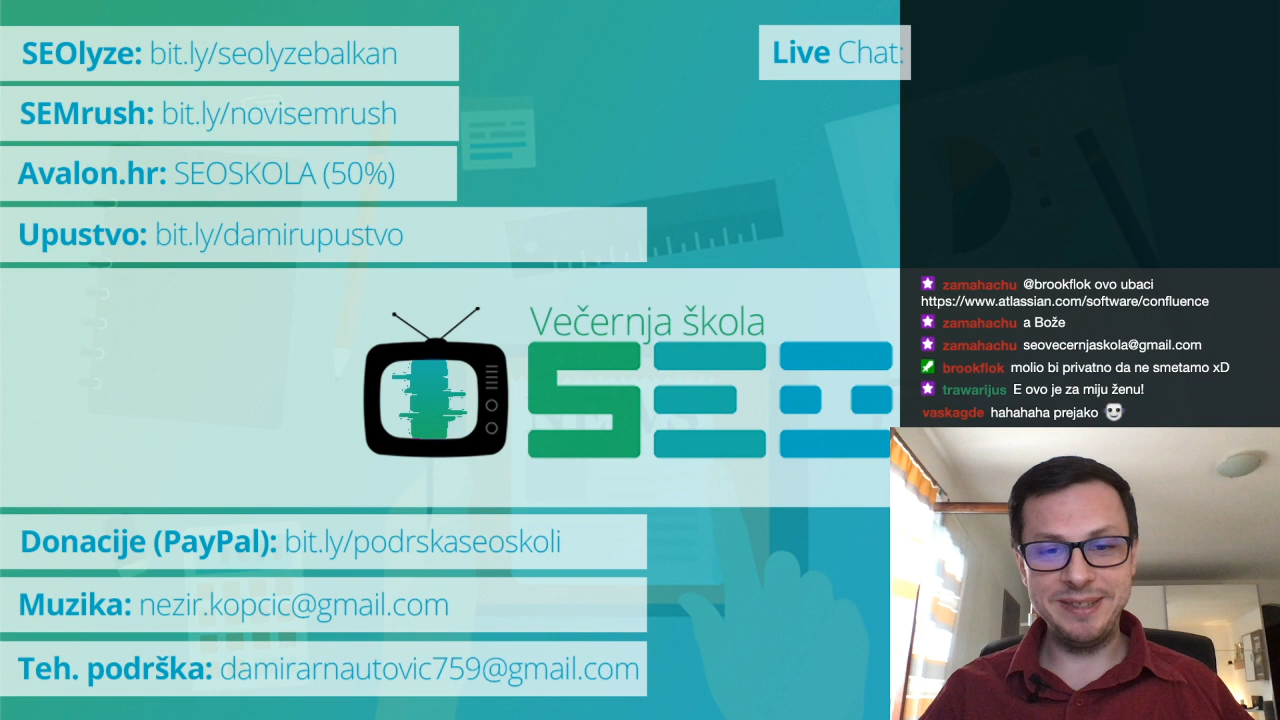 SEOlyze: bit.ly/seolyzebalkan
SEMrush: bit.ly/novisemrush
Avalon.hr: SEOSKOLA (50%)
Upustvo: bit.ly/damirupustvo
Live Chat:
zamahachu @brookflok ovo ubaci
https://www.atlassian.com/software/confluence
zamahachu a Bože
zamahachu seovecernjaskola@gmail.com
brookflok molio bi privatno da ne smetamo xD
trawarijus E ovo je za miju ženu!
vaskagde hahahaha prejako
Večernja škola
SEO
Donacije (PayPal): bit.ly/podrskaseoskoli
Muzika: nezir.kopcic@gmail.com
Teh. podrška: damirarnautovic759@gmail.com